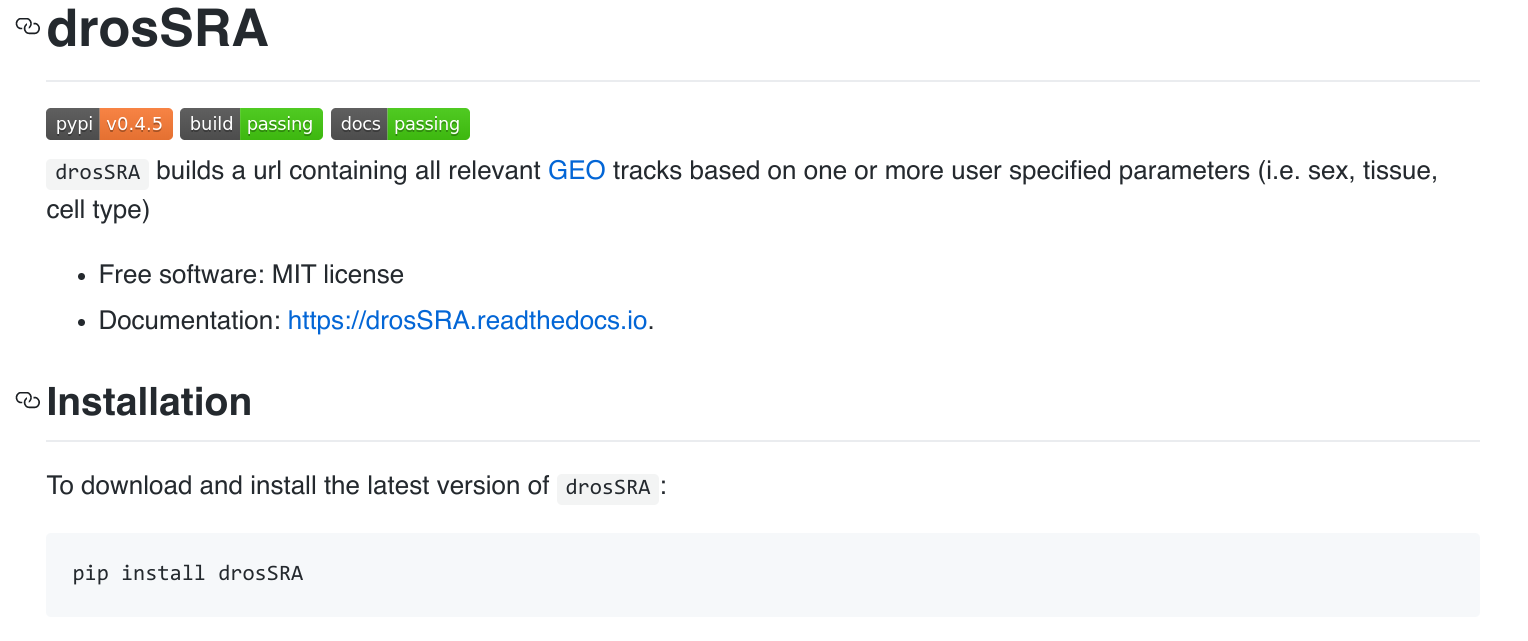 drosSRA
pypi v0.4.5 build passing docs passing
drosSRA builds a url containing all relevant GEO tracks based on one or more user specified parameters (i.e. sex, tissue,
cell type)
• Free software: MIT license
• Documentation: https://drosSRA.readthedocs.io.
Installation
To download and install the latest version of drosSRA :
pip install drosSRA